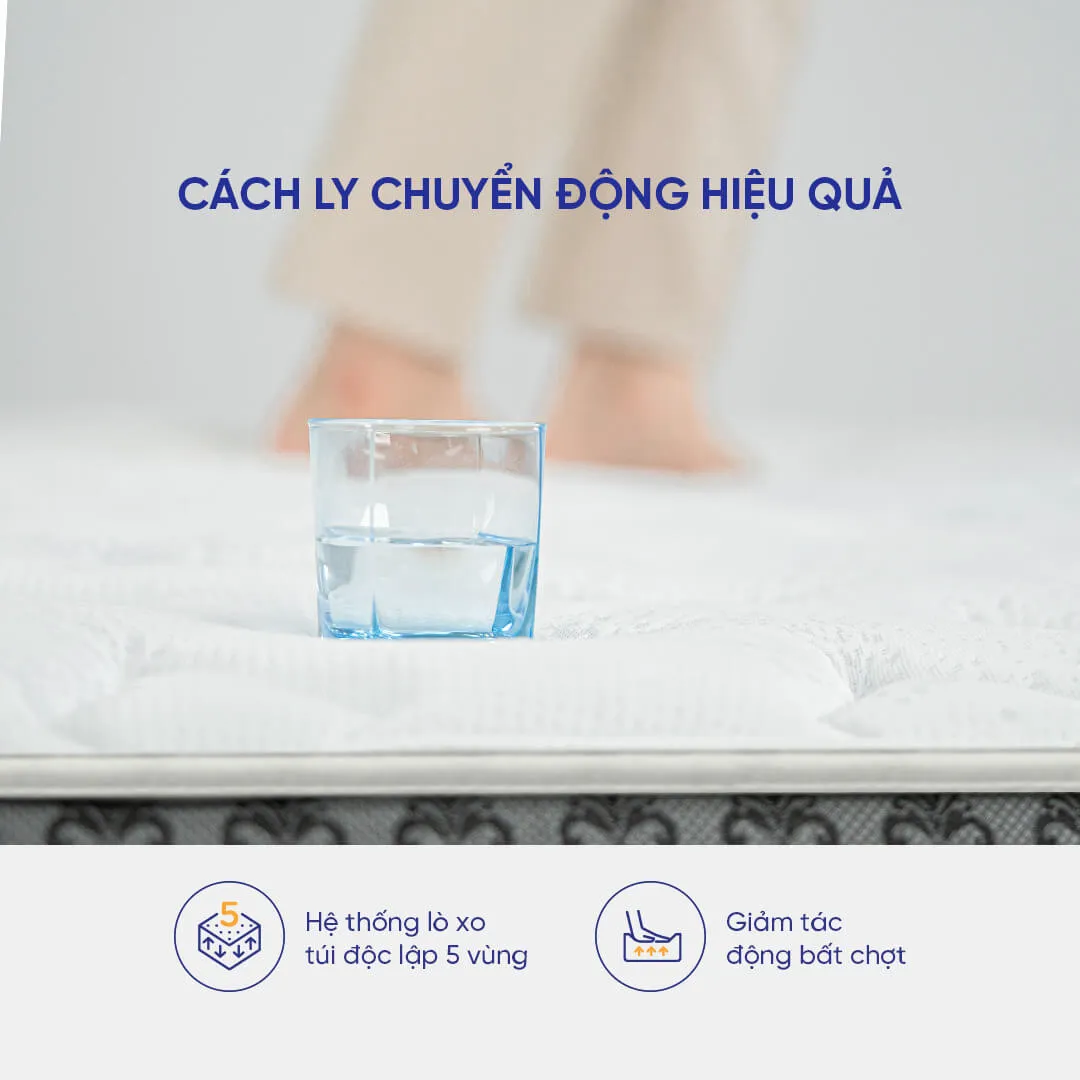 CÁCH LY CHUYỂN ĐỘNG HIỆU QUẢ
5
Hệ thống lò xo
túi độc lập 5 vùng
Giảm tác
động bất chợt